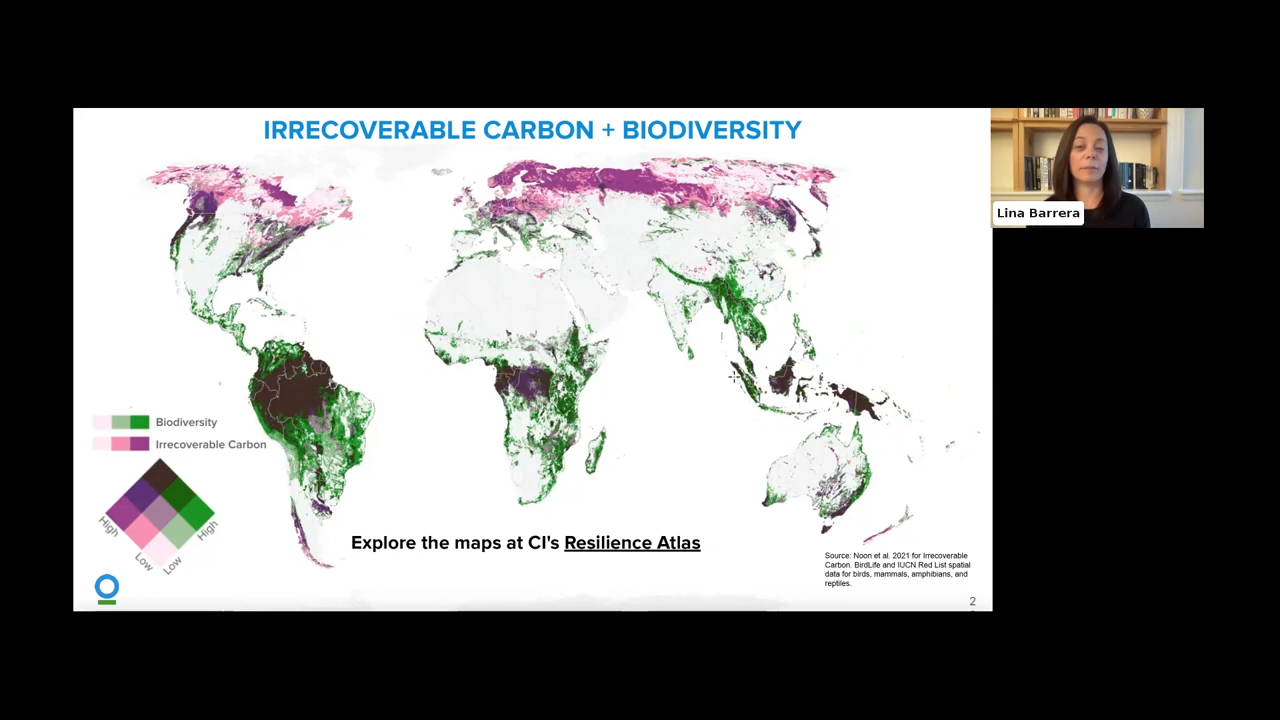 IRRECOVERABLE CARBON + BIODIVERSITY
Lina Barrera
Biodiversity
Irrecoverable Carbon
High
Low
Low
High
Explore the maps at CI's Resilience Atlas
Source: Noon et al. 2021 for Irrecoverable
Carbon. BirdLife and IUCN Red List spatial
data for birds, mammals, amphibians, and
reptiles.
2